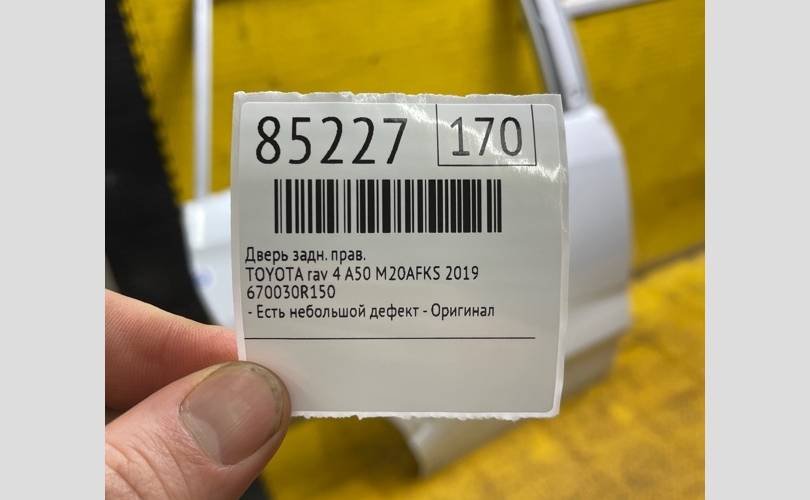 85227 170
Дверь задн. прав.
TOYOTA rav 4 A50 M20AFKS 2019
670030R150
- Есть небольшой дефект - Оригинал